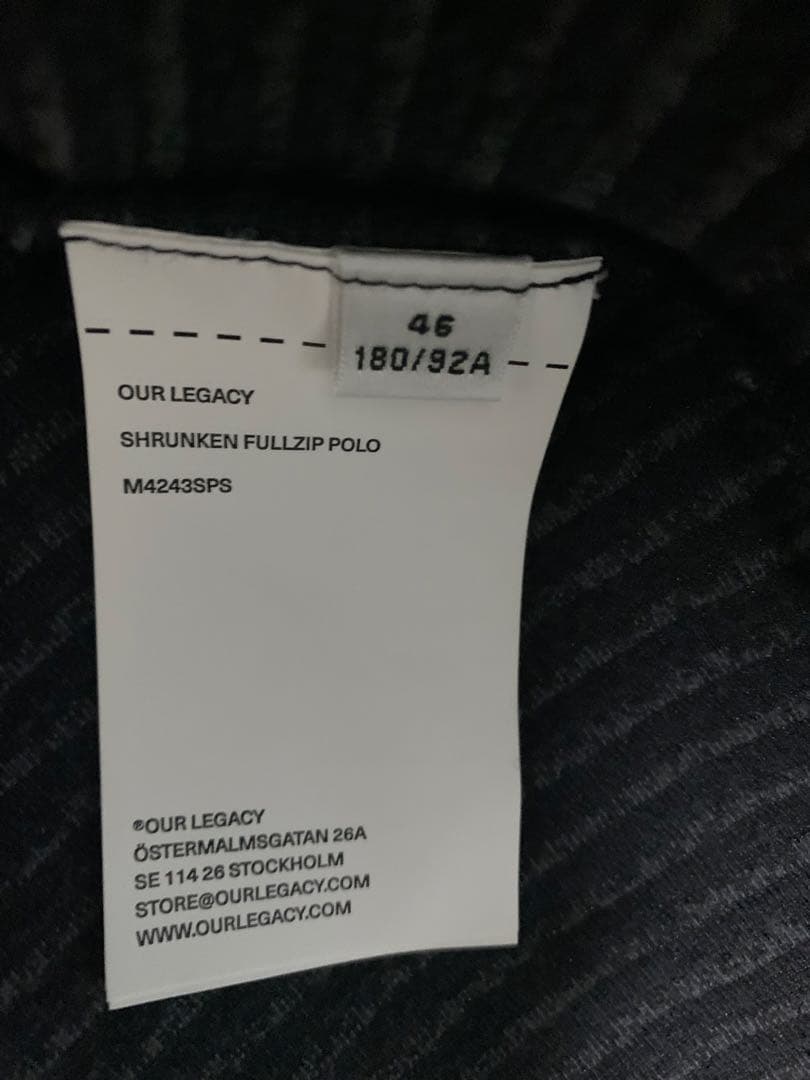 46
180/92A
OUR LEGACY
SHRUNKEN FULLZIP POLO
M4243SPS
®OUR LEGACY
ÖSTERMALMSGATAN 26A
SE 114 26 STOCKHOLM
STORE@OURLEGACY.COM
WWW.OURLEGACY.COM